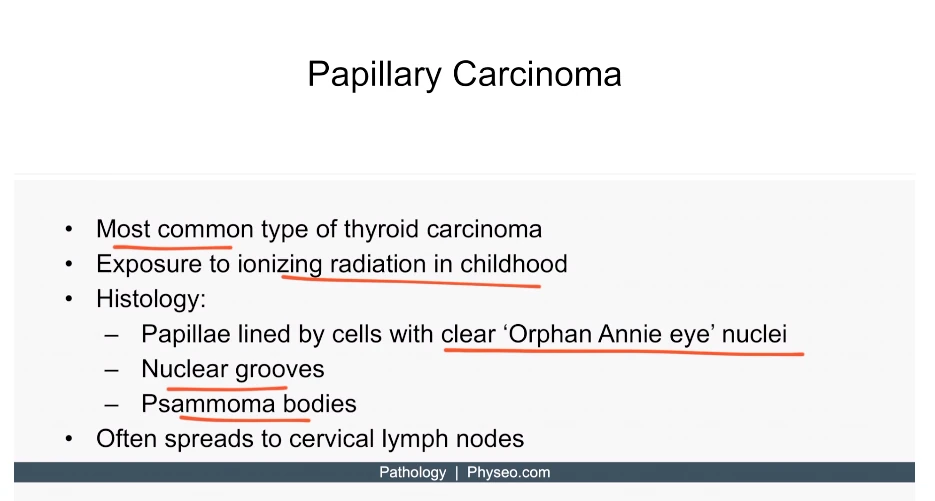 Papillary Carcinoma
• Most common type of thyroid carcinoma
• Exposure to ionizing radiation in childhood
• Histology:
– Papillae lined by cells with clear ‘Orphan Annie eye’ nuclei
– Nuclear grooves
– Psammoma bodies
• Often spreads to cervical lymph nodes
Pathology | Physeo.com